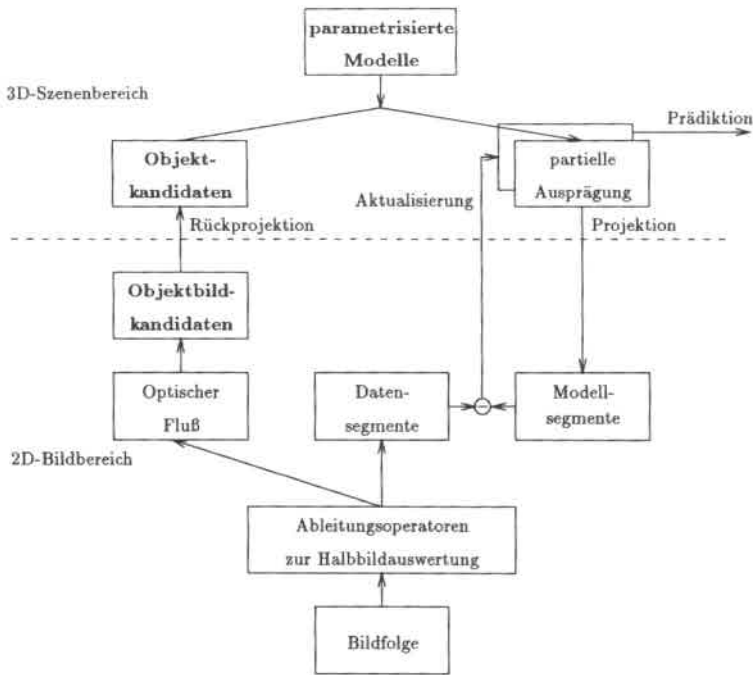 parametrisierte
Modelle
3D-Szenenbereich
Prädiktion
Objekt-
kandidaten
partielle
Ausprägung
Aktualisierung
Rückprojektion
Projektion
Objektbild-
kandidaten
Optischer
Fluß
Daten-
segmente
Modell-
segmente
2D-Bildbereich
Ableitungsoperatoren
zur Halbbildauswertung
Bildfolge